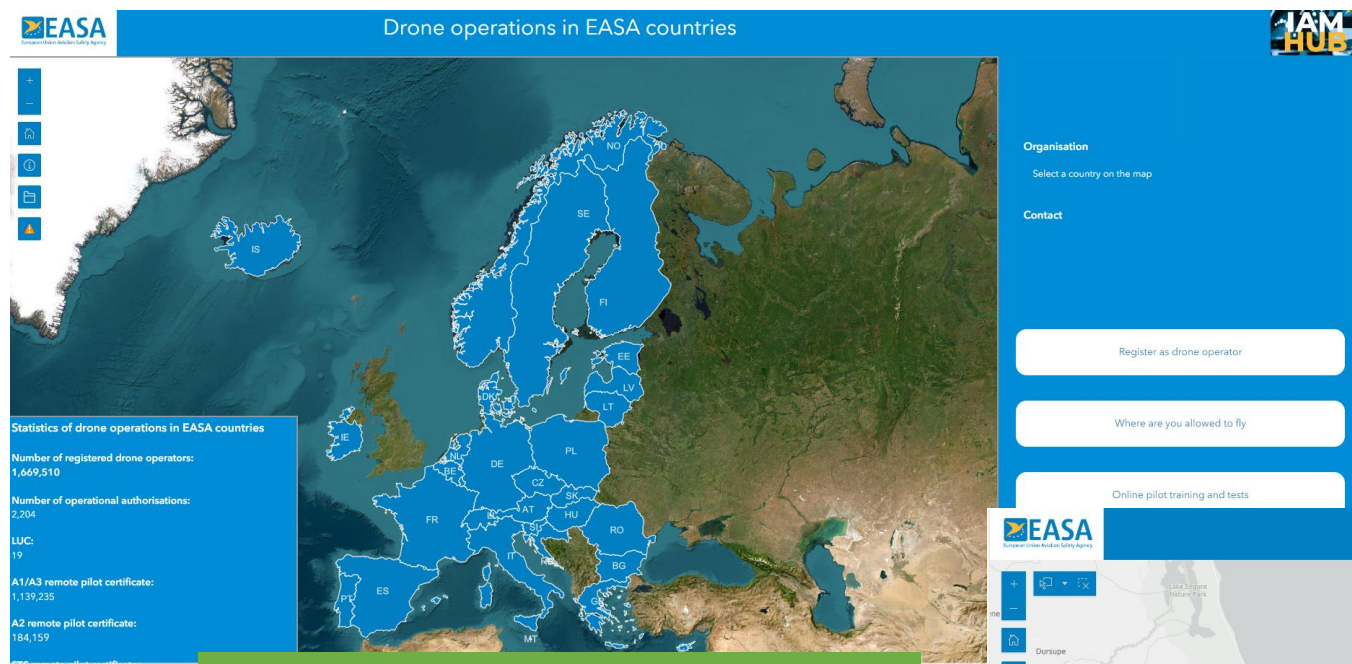 EASA
European Union Aviation Safety Agency
Drone operations in EASA countries
IAM
HUB
Organisation
Select a country on the map
Contact
Register as drone operator
Where are you allowed to fly
Online pilot training and tests
NO
SE
IS
FI
EE
LV
LT
DK
IE
NL
BE
DE
PL
CZ
SK
AT
HU
FR
SI
RO
IT
BG
PT
ES
MT
Statistics of drone operations in EASA countries
Number of registered drone operators:
1,669,510
Number of operational authorisations:
2,204
LUC:
19
A1/A3 remote pilot certificate:
1,139,235
A2 remote pilot certificate:
184,159
EASA
European Union Aviation Safety Agency
Lake Engure
Nature Park
Dursupe